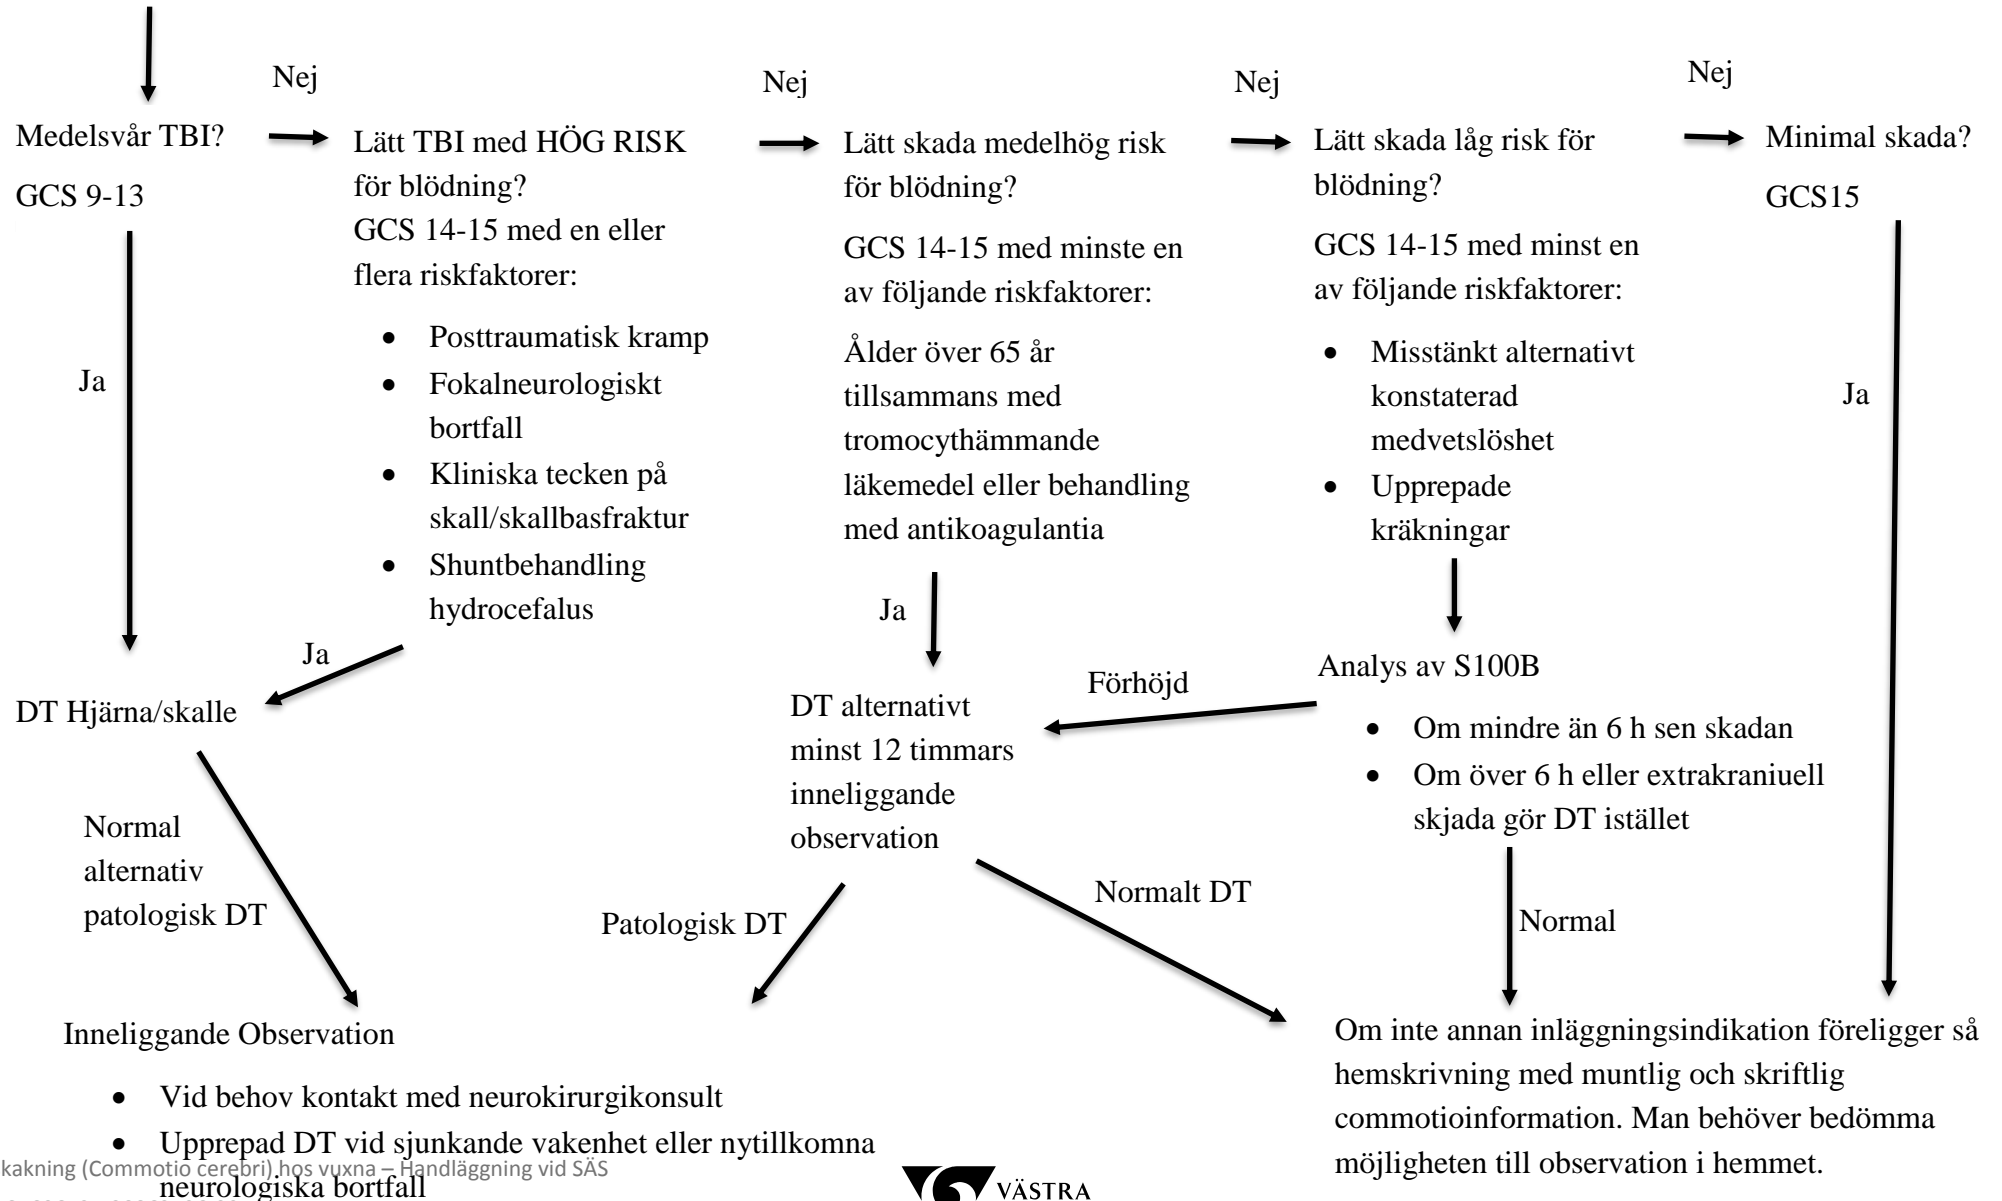 Nej
Nej
Nej
Nej
Medelsvår TBI?
GCS 9-13
Ja
Lätt TBI med HÖG RISK
för blödning?
GCS 14-15 med en eller
flera riskfaktorer:
• Posttraumatisk kramp
• Fokalneurologiskt
bortfall
• Kliniska tecken på
skall/skallbasfraktur
• Shuntbehandling
hydrocefalus
Ja
Lätt skada medelhög risk
för blödning?
GCS 14-15 med minste en
av följande riskfaktorer:
Ålder över 65 år
tillsammans med
tromocythämmande
läkemedel eller behandling
med antikoagulantia
Ja
Lätt skada låg risk för
blödning?
GCS 14-15 med minst en
av följande riskfaktorer:
• Misstänkt alternativt
konstaterad
medvetslöshet
• Upprepade
kräkningar
Minimal skada?
GCS15
Ja
DT Hjärna/skalle
Normal
alternativ
patologisk DT
DT alternativt
minst 12 timmars
inneliggande
observation
Förhöjd
Analys av S100B
• Om mindre än 6 h sen skadan
• Om över 6 h eller extrakraniuell
skjada gör DT istället
Patologisk DT
Normalt DT
Normal
Inneliggande Observation
• Vid behov kontakt med neurokirurgikonsult
• Upprepad DT vid sjunkande vakenhet eller nytillkomna
neurologiska bortfall
Om inte annan inläggningsindikation föreligger så
hemskrivning med muntlig och skriftlig
commotioinformation. Man behöver bedömma
möjligheten till observation i hemmet.
kakning (Commotio cerebri) hos vuxna – Handläggning vid SÄS
VÄSTRA